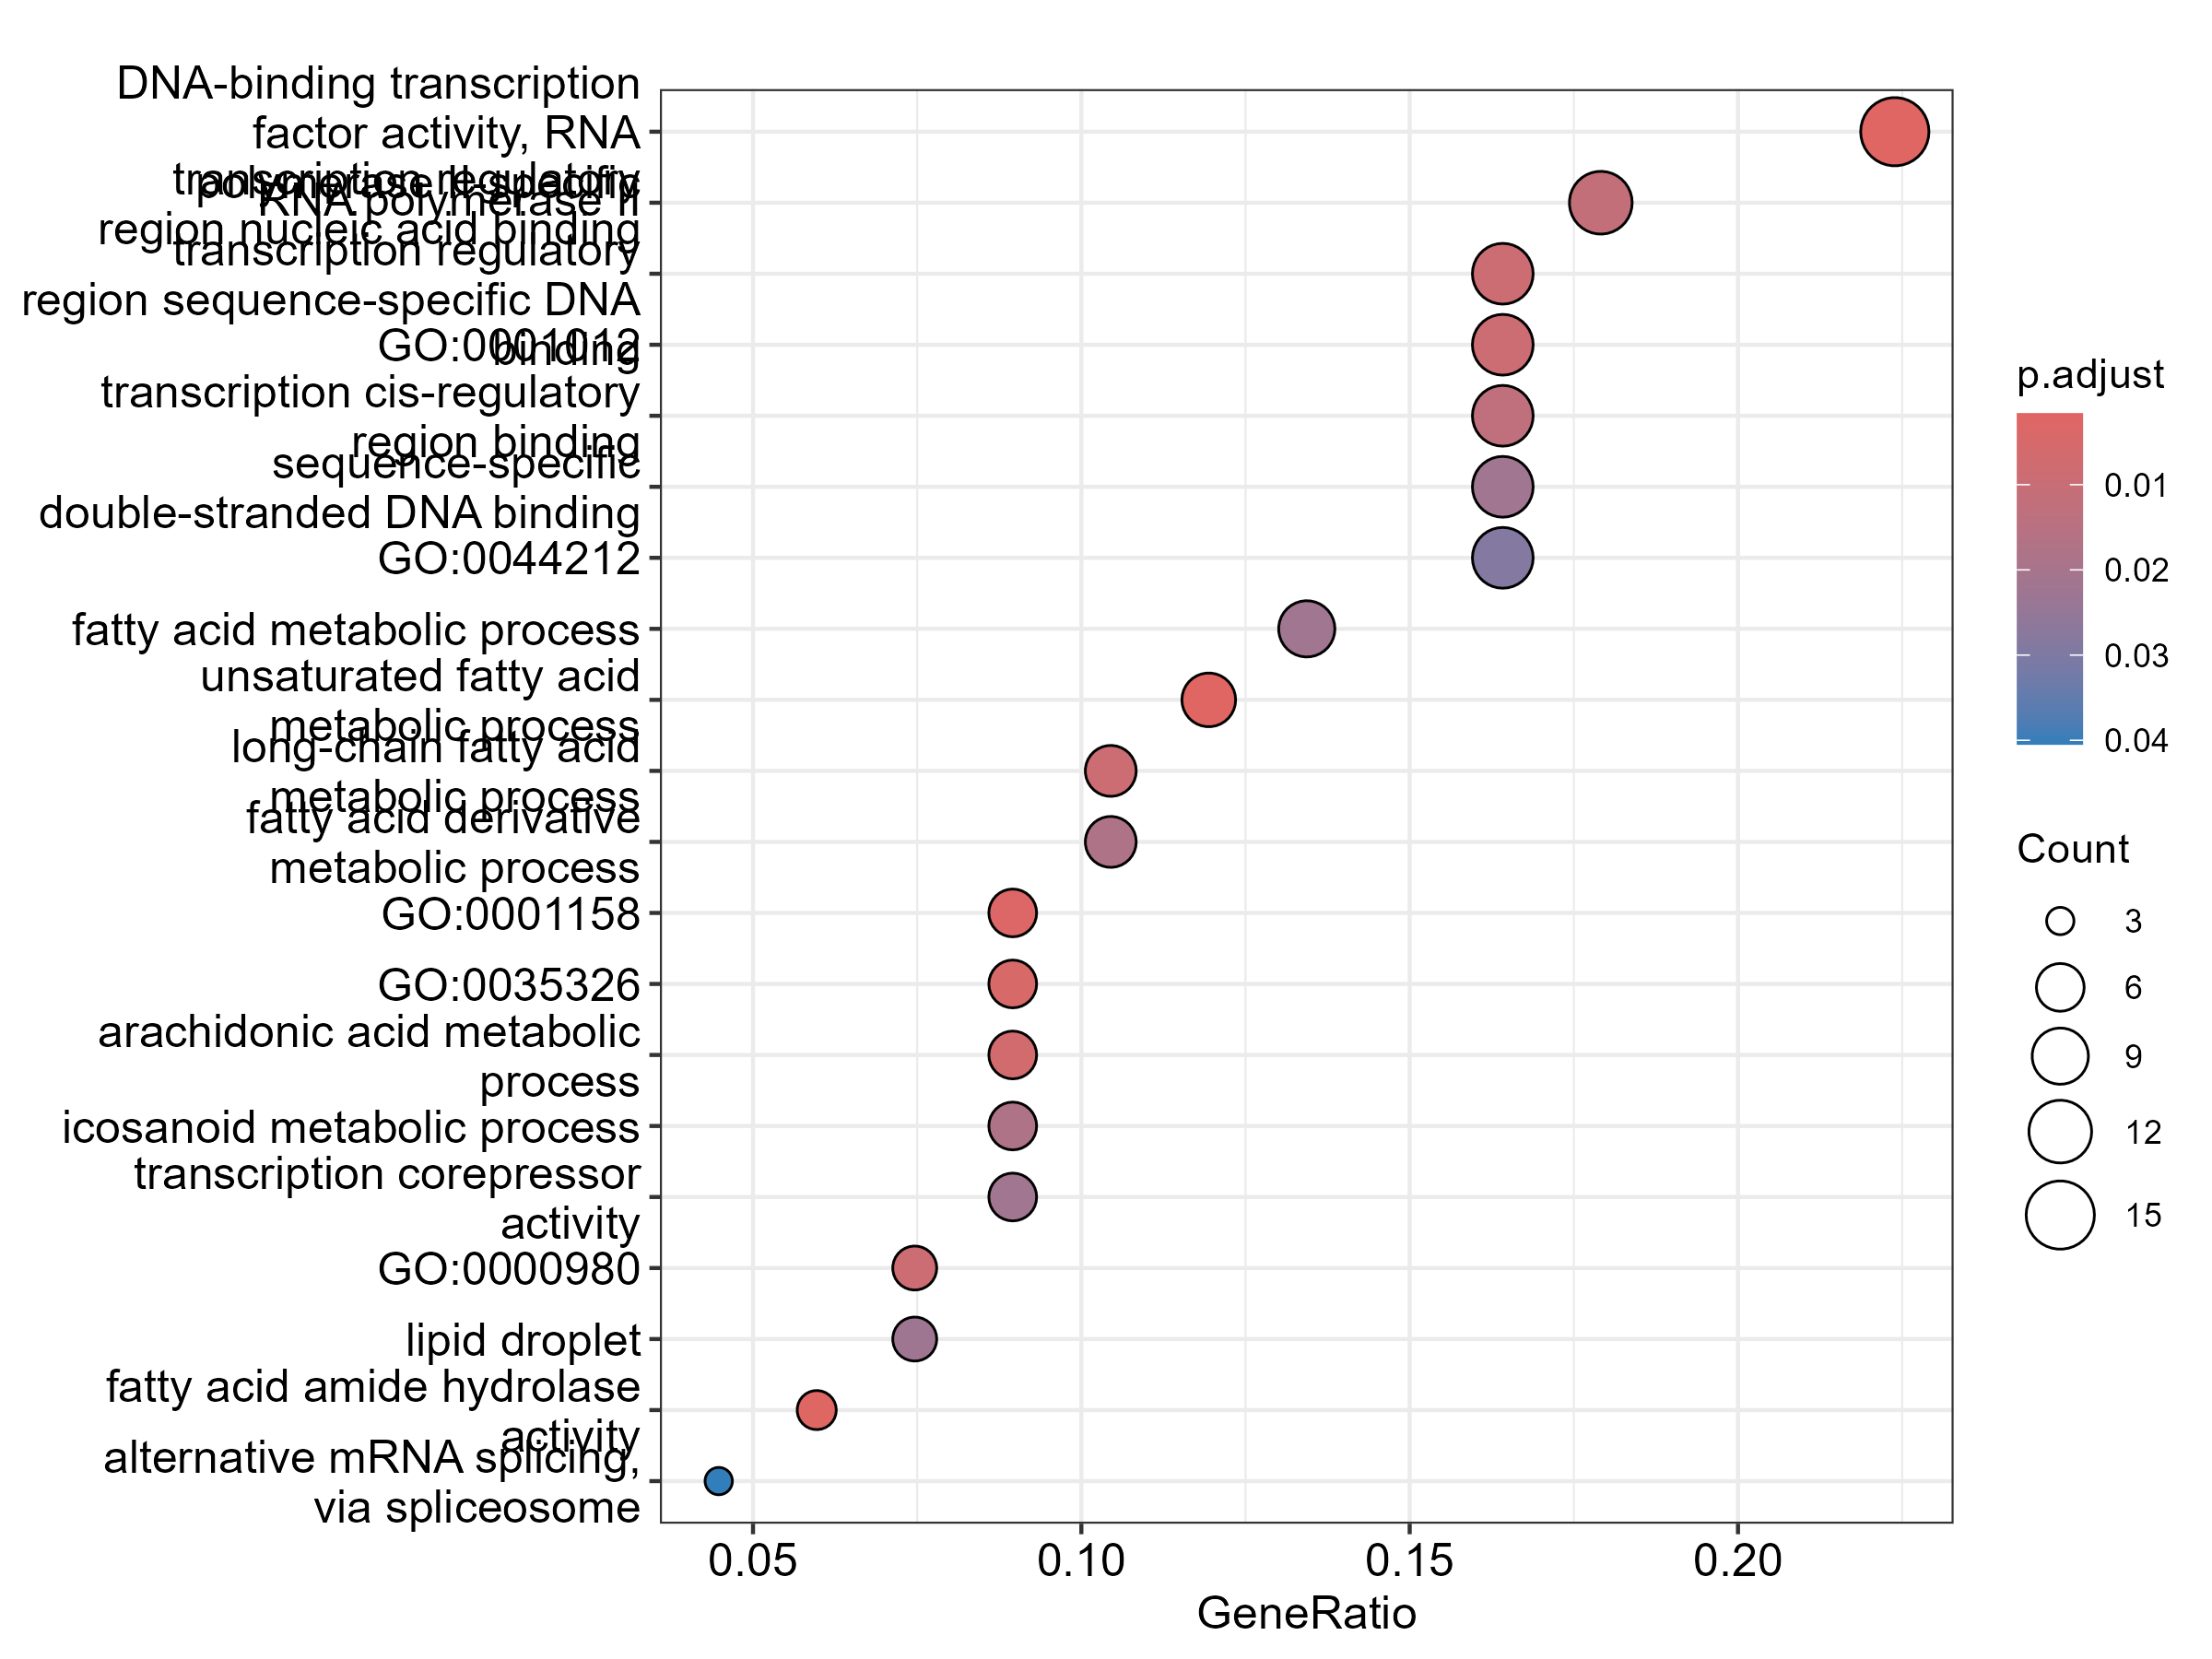 DNA-binding transcription
factor activity, RNA
polymerase II-specific
transcription regulatory
region nucleic acid binding
RNA polymerase II
transcription regulatory
region sequence-specific DNA
binding
GO:0001012
transcription cis-regulatory
region binding
sequence-specific
double-stranded DNA binding
GO:0044212
fatty acid metabolic process
unsaturated fatty acid
metabolic process
long-chain fatty acid
metabolic process
fatty acid derivative
metabolic process
GO:0001158
GO:0035326
arachidonic acid metabolic
process
icosanoid metabolic process
transcription corepressor
activity
GO:0000980
lipid droplet
fatty acid amide hydrolase
activity
alternative mRNA splicing,
via spliceosome
0.05
0.10
0.15
0.20
GeneRatio
p.adjust
0.01
0.02
0.03
0.04
Count
3
6
9
12
15